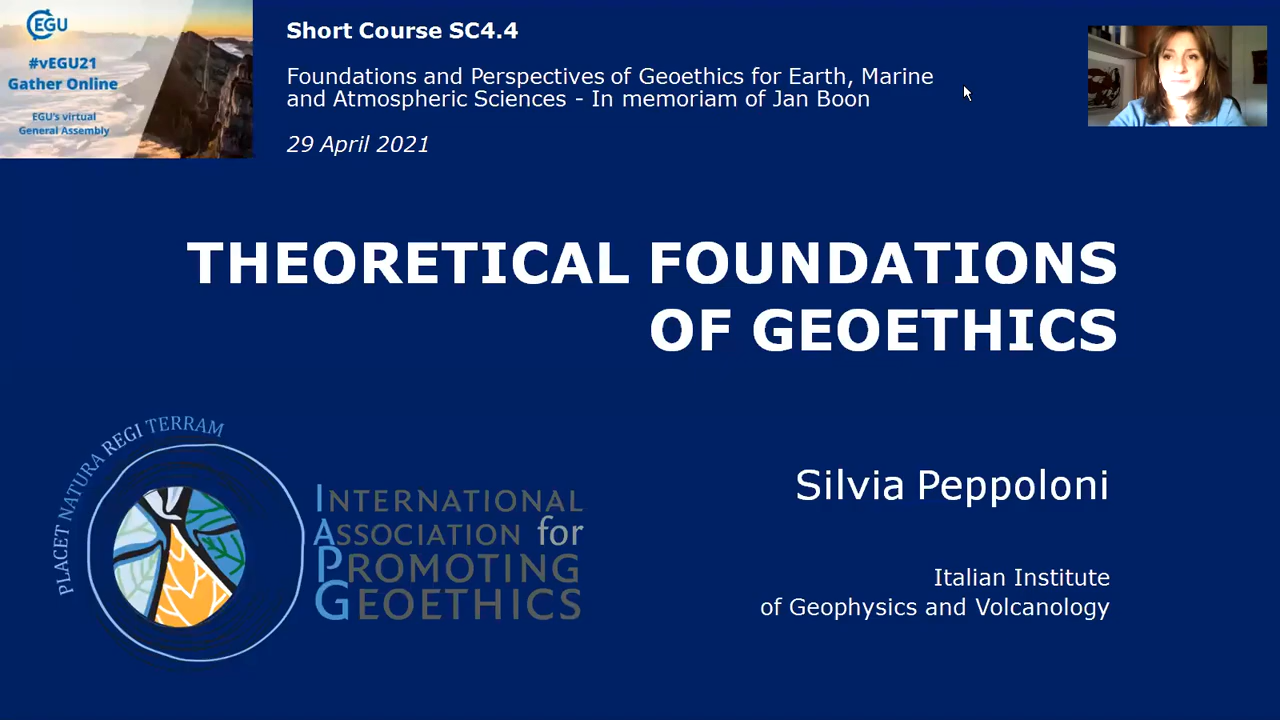 EGU
#vEGU21
Gather Online
EGU's virtual
General Assembly
Short Course SC4.4
Foundations and Perspectives of Geoethics for Earth, Marine
and Atmospheric Sciences - In memoriam of Jan Boon
29 April 2021
THEORETICAL FOUNDATIONS
OF GEOETHICS
PLACET NATURA REGI TERRAM
INTERNATIONAL
ASSOCIATION for
PROMOTING
GEOETHICS
Silvia Peppoloni
Italian Institute
of Geophysics and Volcanology